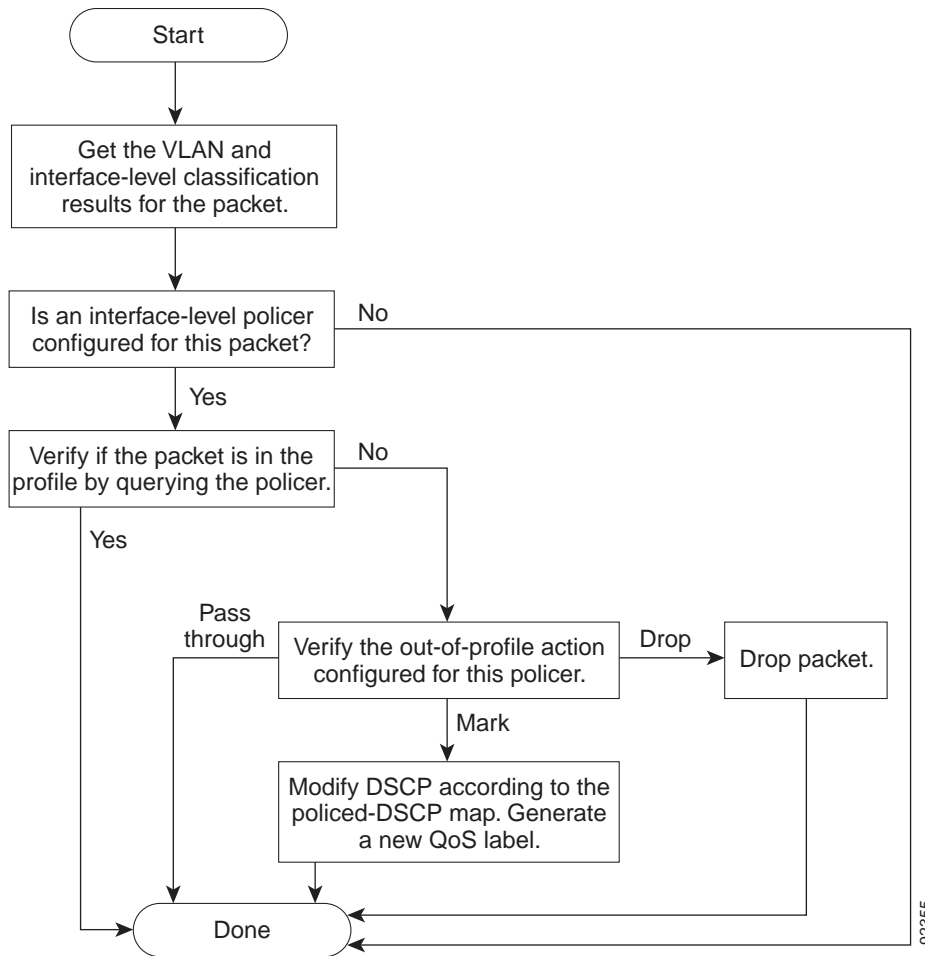 Start
Get the VLAN and
interface-level classification
results for the packet.
Is an interface-level policer
configured for this packet?
No
Yes
Verify if the packet is in the
profile by querying the policer.
No
Yes
Pass
through
Verify the out-of-profile action
configured for this policer.
Drop
Drop packet.
Mark
Modify DSCP according to the
policed-DSCP map. Generate
a new QoS label.
Done
92355